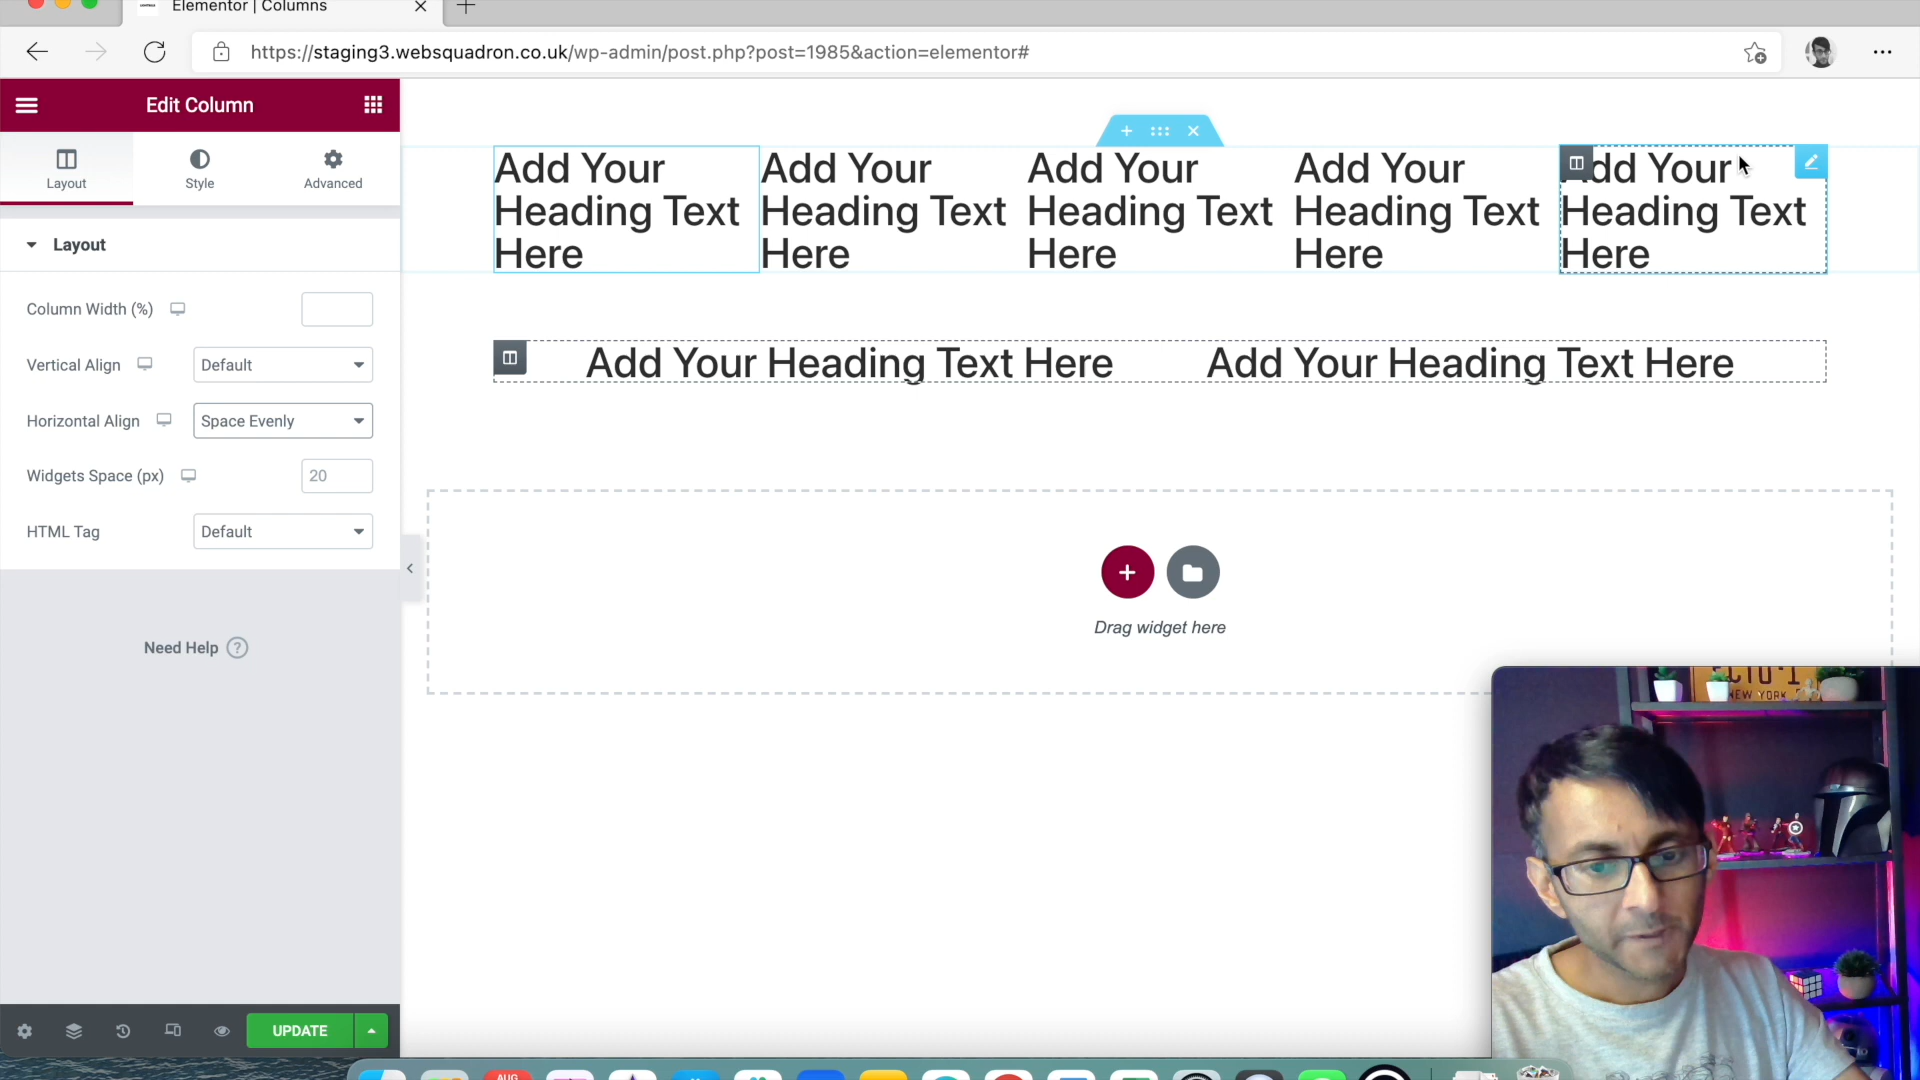 Elementor | Columns
https://staging3.websquadron.co.uk/wp-admin/post.php?post=1985&action=elementor#
Edit Column
Layout
Style
Advanced
Layout
Column Width (%)
Vertical Align
Default
Horizontal Align
Space Evenly
Widgets Space (px)
20
HTML Tag
Default
Need Help ?
UPDATE
Add Your
Heading Text
Here
Add Your
Heading Text
Here
Add Your
Heading Text
Here
Add Your
Heading Text
Here
Add Your
Heading Text
Here
Add Your Heading Text Here
Add Your Heading Text Here
Drag widget here
NEW YORK
AUG